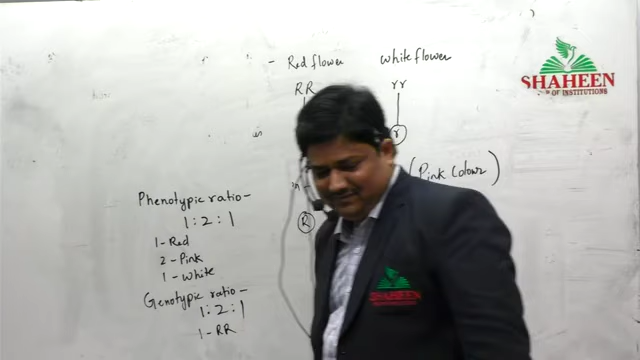 - Red flower White flower
RR rr
r
(Pink Colour)
R
Phenotypic ratio-
1:2:1
1-Red
2-Pink
1-White
Genotypic ratio-
1:2:1
1-RR
SHAHEEN
OF INSTITUTIONS
SHAHEEN